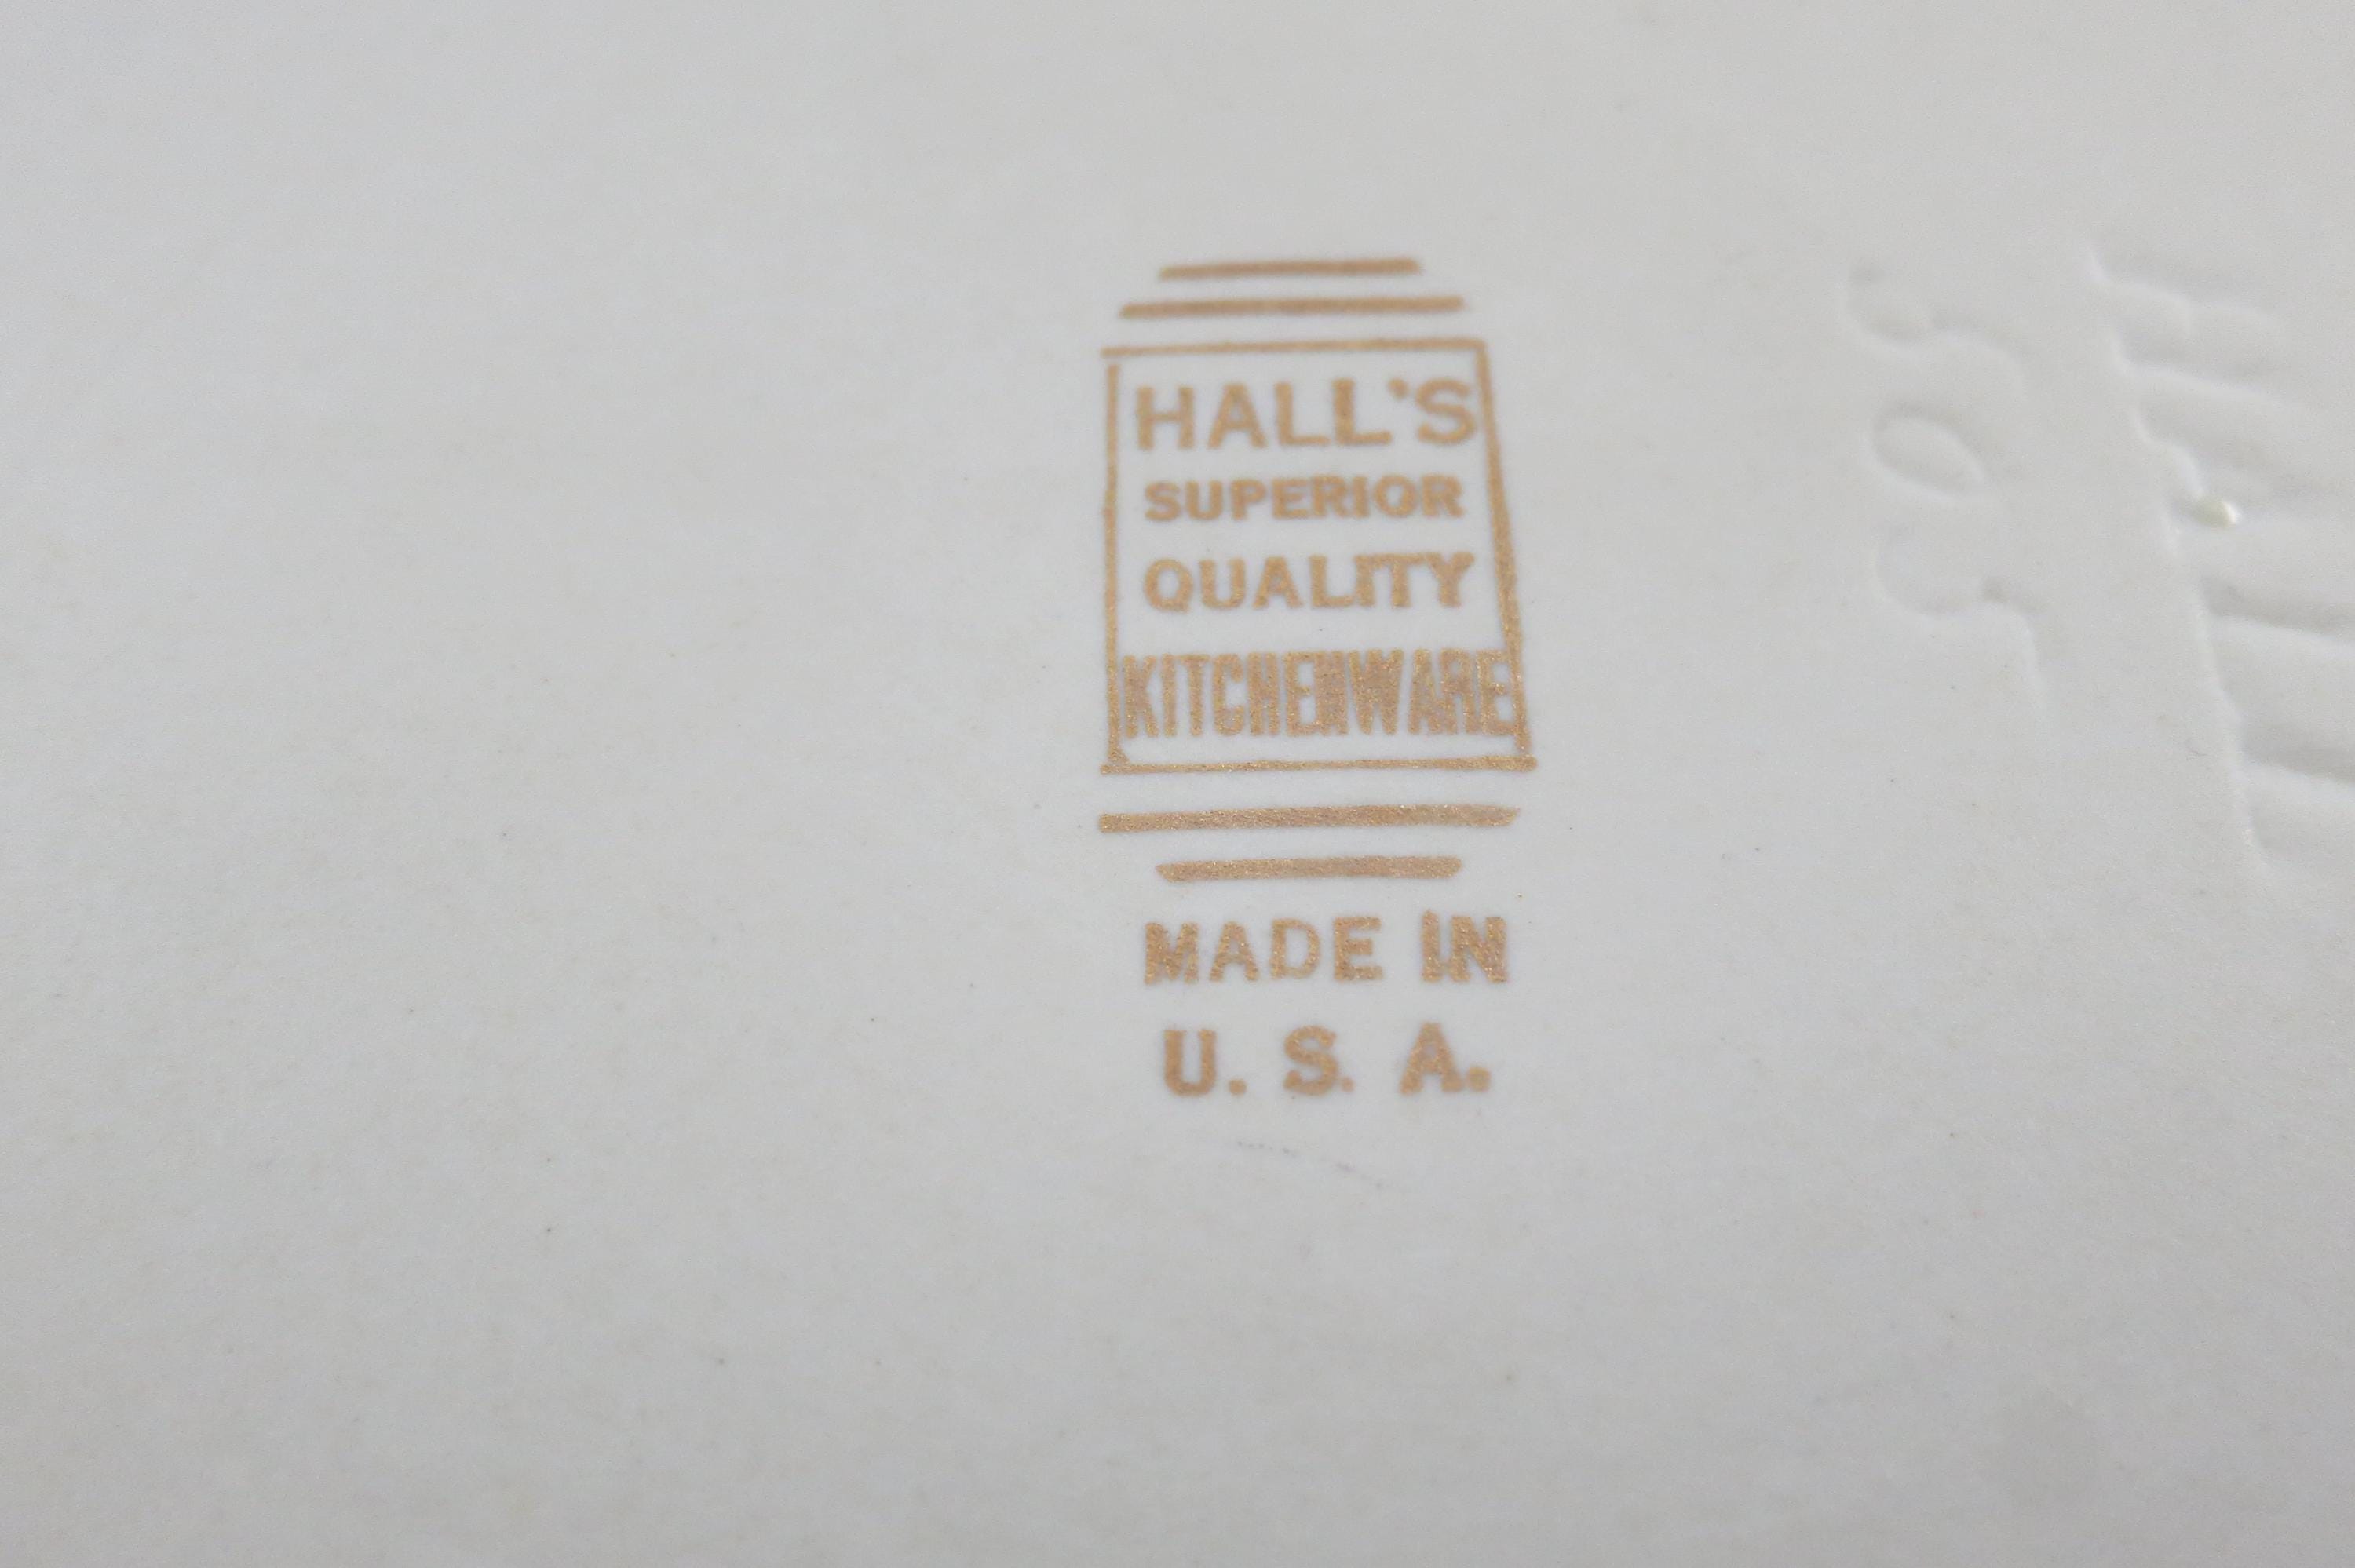 HALL'S
SUPERIOR
QUALITY
KITCHENWARE
MADE IN
U. S. A.